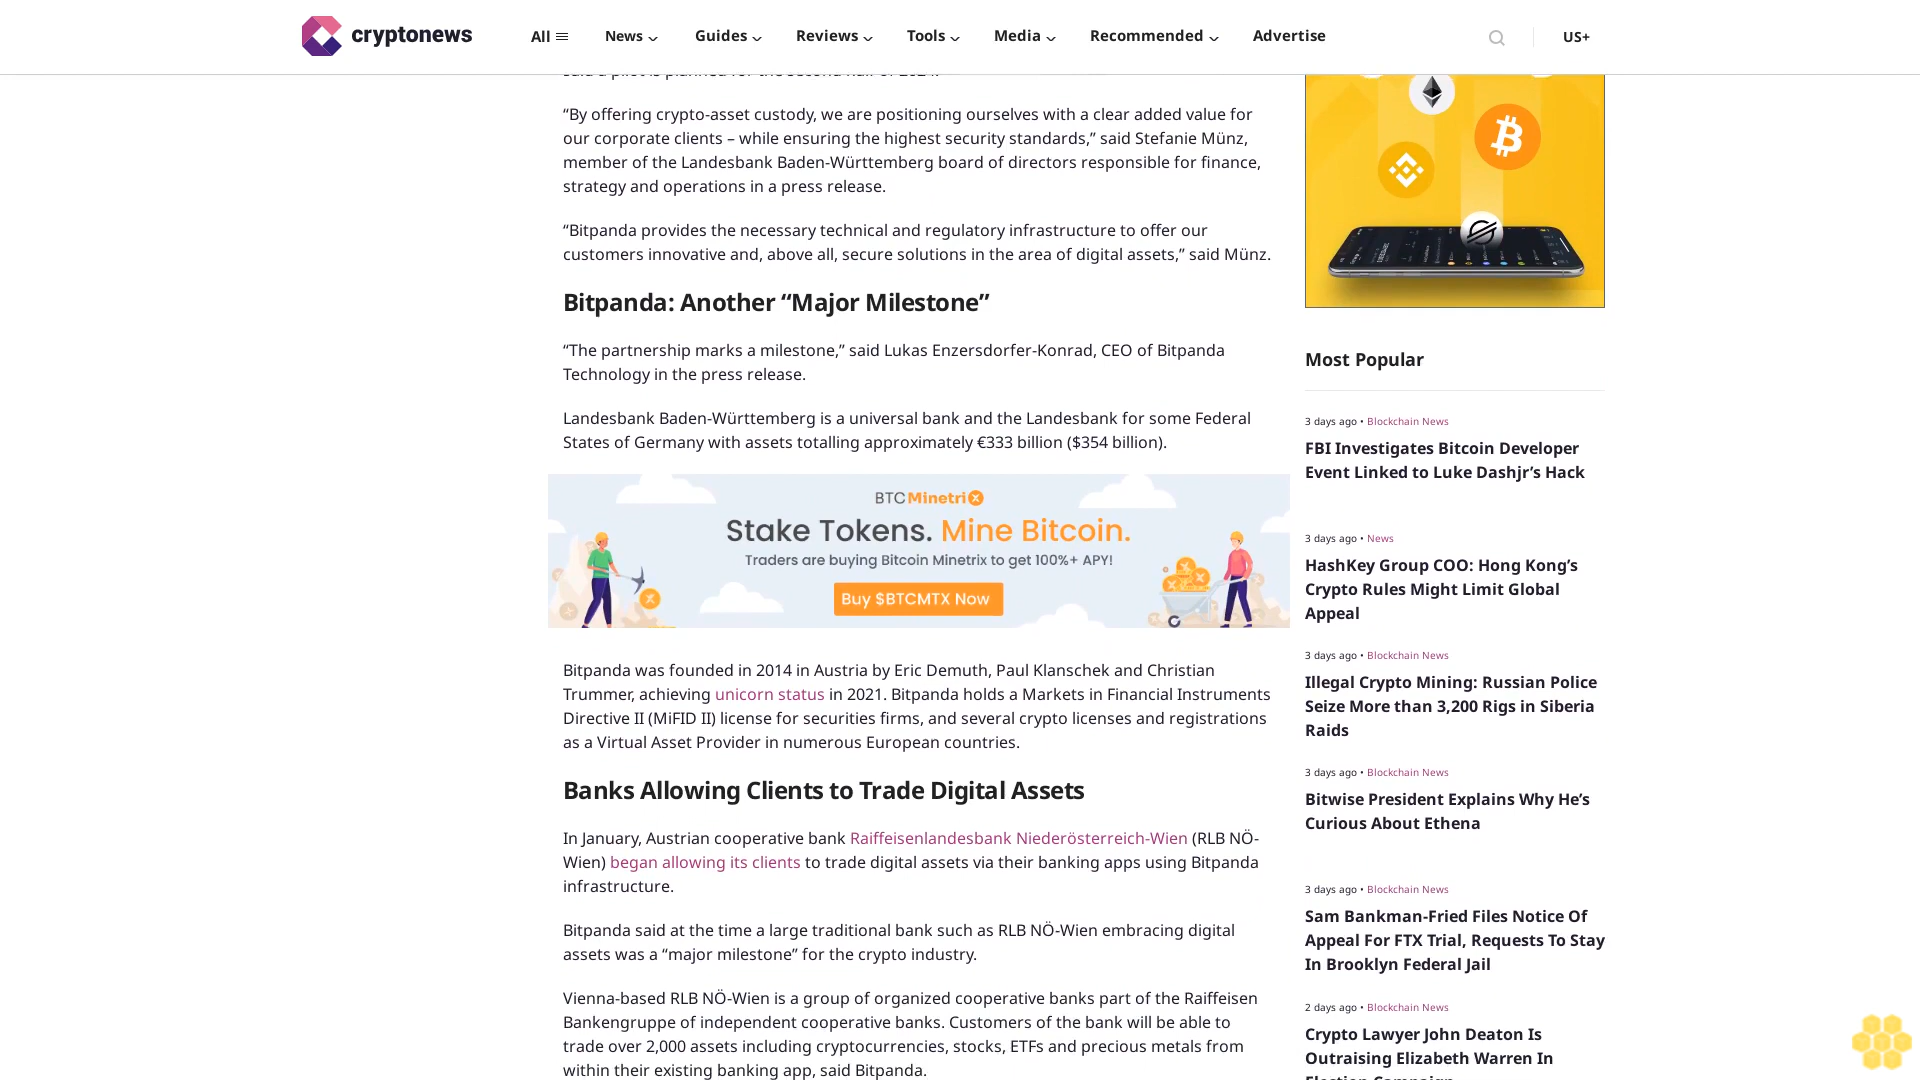 cryptonews
All
News
Guides
Reviews
Tools
Media
Recommended
Advertise
US+
said a pilot is planned for the second half of 2024.
“By offering crypto-asset custody, we are positioning ourselves with a clear added value for
our corporate clients – while ensuring the highest security standards,” said Stefanie Münz,
member of the Landesbank Baden-Württemberg board of directors responsible for finance,
strategy and operations in a press release.
“Bitpanda provides the necessary technical and regulatory infrastructure to offer our
customers innovative and, above all, secure solutions in the area of digital assets,” said Münz.
Bitpanda: Another “Major Milestone”
“The partnership marks a milestone,” said Lukas Enzersdorfer-Konrad, CEO of Bitpanda
Technology in the press release.
Landesbank Baden-Württemberg is a universal bank and the Landesbank for some Federal
States of Germany with assets totalling approximately €333 billion ($354 billion).
BTC Minetrix
Stake Tokens. Mine Bitcoin.
Traders are buying Bitcoin Minetrix to get 100%+ APY!
Buy $BTCMTX Now
Bitpanda was founded in 2014 in Austria by Eric Demuth, Paul Klanschek and Christian
Trummer, achieving unicorn status in 2021. Bitpanda holds a Markets in Financial Instruments
Directive II (MiFID II) license for securities firms, and several crypto licenses and registrations
as a Virtual Asset Provider in numerous European countries.
Banks Allowing Clients to Trade Digital Assets
In January, Austrian cooperative bank Raiffeisenlandesbank Niederösterreich-Wien (RLB NÖ-
Wien) began allowing its clients to trade digital assets via their banking apps using Bitpanda
infrastructure.
Bitpanda said at the time a large traditional bank such as RLB NÖ-Wien embracing digital
assets was a “major milestone” for the crypto industry.
Vienna-based RLB NÖ-Wien is a group of organized cooperative banks part of the Raiffeisen
Bankengruppe of independent cooperative banks. Customers of the bank will be able to
trade over 2,000 assets including cryptocurrencies, stocks, ETFs and precious metals from
within their existing banking app, said Bitpanda.
Most Popular
3 days ago • Blockchain News
FBI Investigates Bitcoin Developer
Event Linked to Luke Dashjr’s Hack
3 days ago • News
HashKey Group COO: Hong Kong’s
Crypto Rules Might Limit Global
Appeal
3 days ago • Blockchain News
Illegal Crypto Mining: Russian Police
Seize More than 3,200 Rigs in Siberia
Raids
3 days ago • Blockchain News
Bitwise President Explains Why He’s
Curious About Ethena
3 days ago • Blockchain News
Sam Bankman-Fried Files Notice Of
Appeal For FTX Trial, Requests To Stay
In Brooklyn Federal Jail
2 days ago • Blockchain News
Crypto Lawyer John Deaton Is
Outraising Elizabeth Warren In
Election Campaign